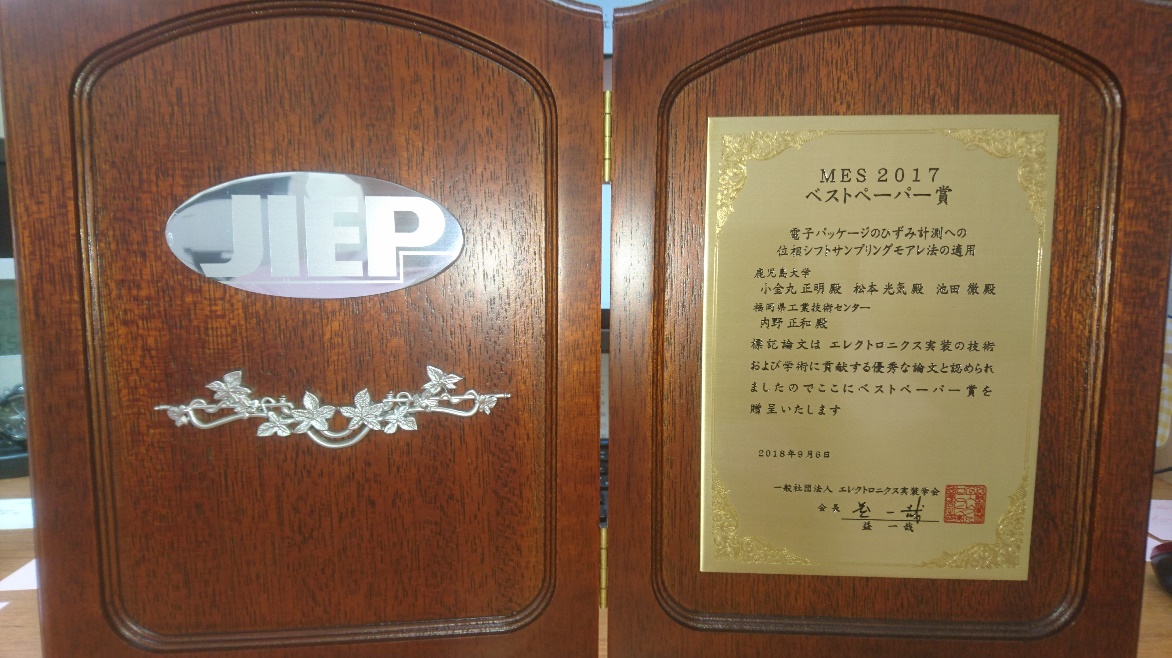 JIEP
MES 2017
ベストペーパー賞
電子パッケージのひずみ計測への
位相シフトサンプリングモアレ法の適用
鹿児島大学
小金丸 正明 殿 松本 光気 殿 池田 徹 殿
福岡県工業技術センター
内野 正和 殿
標記論文は エレクトロニクス実装の技術
および学術に貢献する優秀な論文と認められ
ましたのでここにベストペーパー賞を
贈呈いたします
2018年9月6日
一般社団法人 エレクトロニクス実装学会
会長 益 一哉
益 一哉